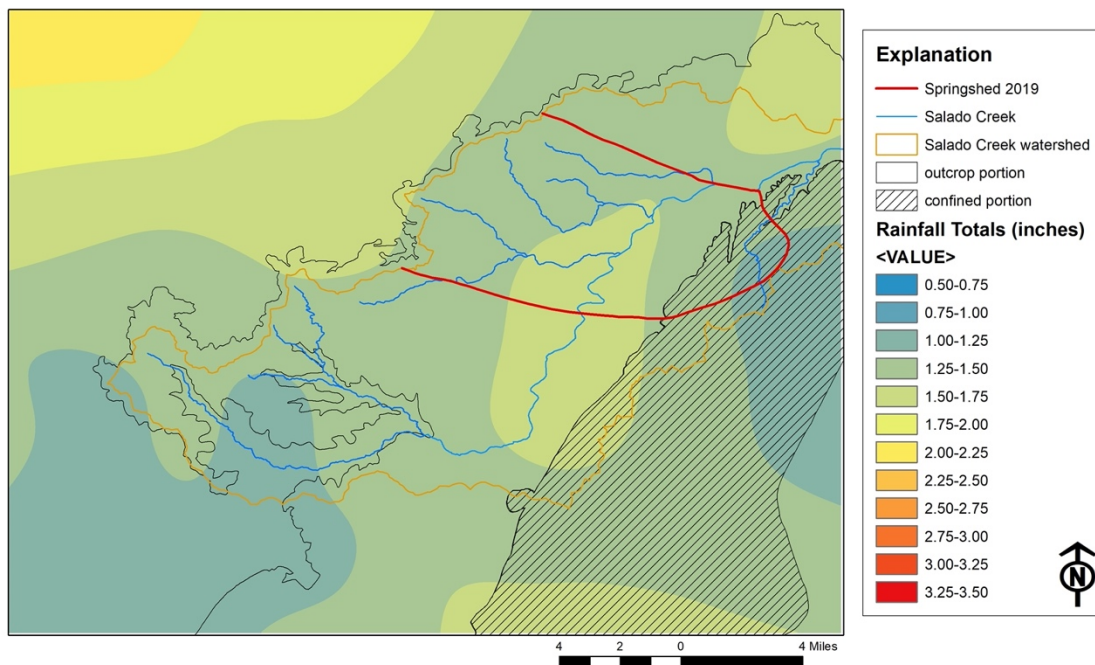 Explanation
Springshed 2019
Salado Creek
Salado Creek watershed
outcrop portion
confined portion
Rainfall Totals (inches)
<VALUE>
0.50-0.75
0.75-1.00
1.00-1.25
1.25-1.50
1.50-1.75
1.75-2.00
2.00-2.25
2.25-2.50
2.50-2.75
2.75-3.00
3.00-3.25
3.25-3.50
N
4 2 0 4 Miles